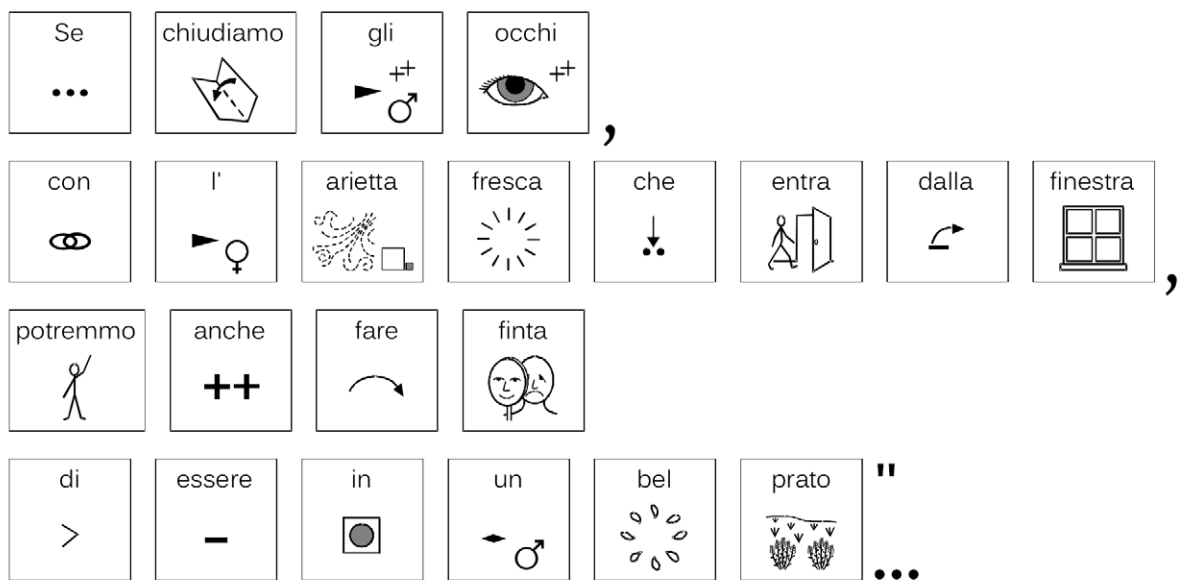 Se chiudiamo gli occhi ,
con l' arietta fresca che entra dalla finestra ,
potremmo anche fare finta
di essere in un bel prato " ...